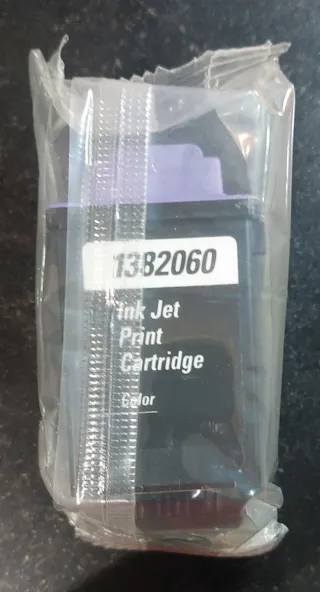 1382060
Ink Jet
Print
Cartridge
Color